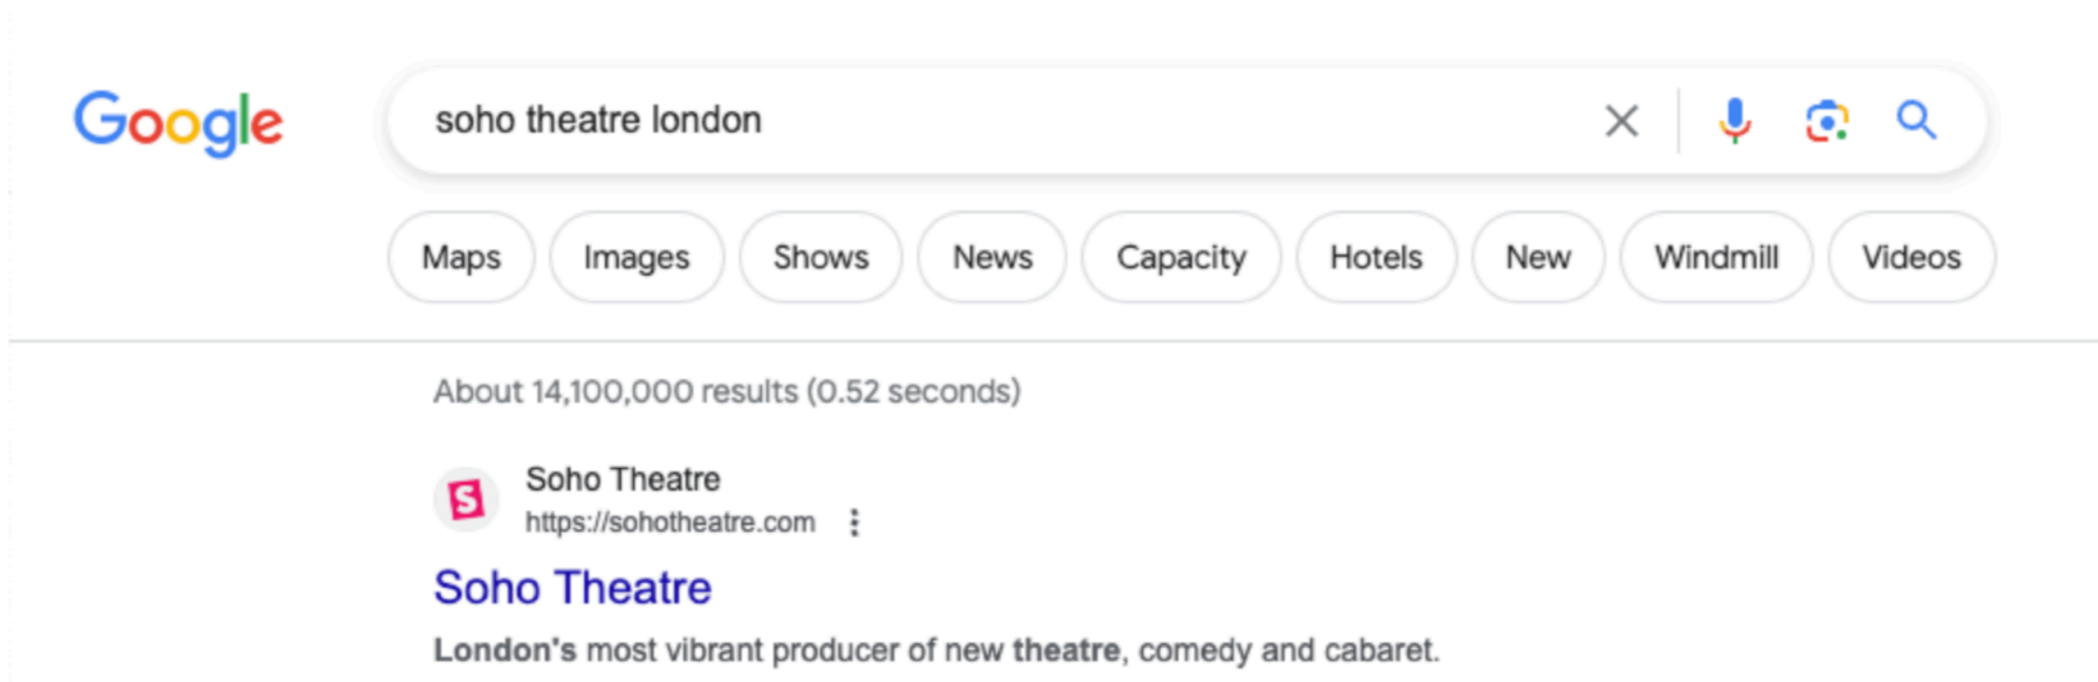 Google
soho theatre london
Maps Images Shows News Capacity Hotels New Windmill Videos
About 14,100,000 results (0.52 seconds)
S
Soho Theatre
https://sohotheatre.com
Soho Theatre
London's most vibrant producer of new theatre, comedy and cabaret.